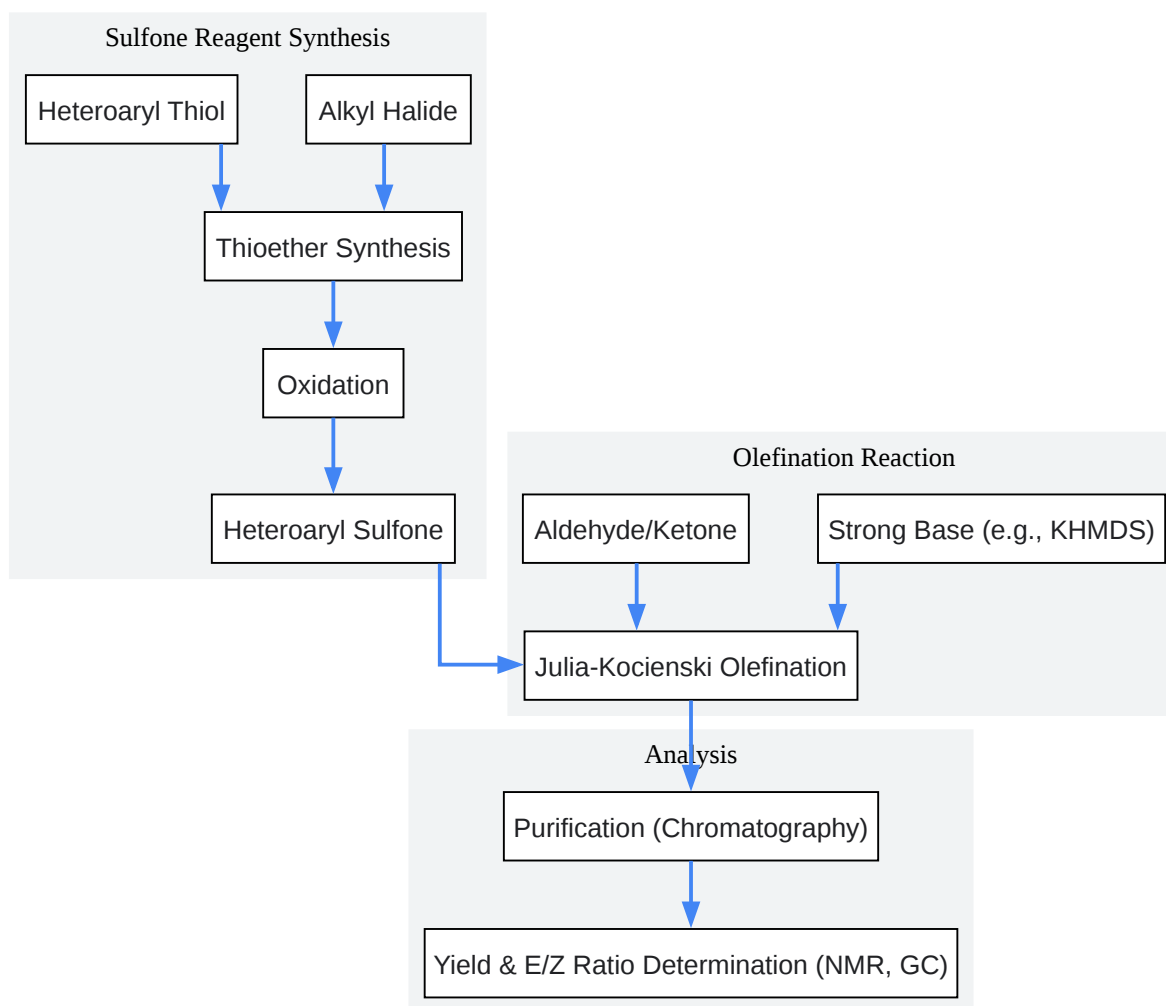 Sulfone Reagent Synthesis
Heteroaryl Thiol
Alkyl Halide
Thioether Synthesis
Oxidation
Heteroaryl Sulfone
Olefination Reaction
Aldehyde/Ketone
Strong Base (e.g., KHMDS)
Julia-Kocienski Olefination
Analysis
Purification (Chromatography)
Yield & E/Z Ratio Determination (NMR, GC)